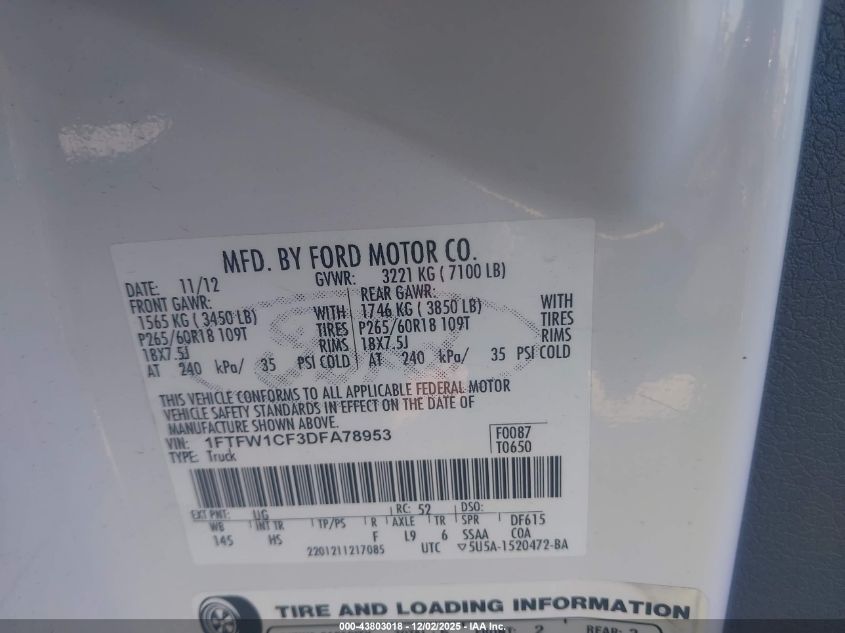 MFD. BY FORD MOTOR CO.
DATE: 11/12 GVWR: 3221 KG ( 7100 LB)
FRONT GAWR: REAR GAWR:
1565 KG ( 3450 LB) WITH 1746 KG ( 3850 LB) WITH
P265/60R18 109T TIRES P265/60R18 109T TIRES
18X7.5J RIMS 18X7.5J RIMS
AT 240 kPa/ 35 PSI COLD AT 240 kPa/ 35 PSI COLD
THIS VEHICLE CONFORMS TO ALL APPLICABLE FEDERAL MOTOR
VEHICLE SAFETY STANDARDS IN EFFECT ON THE DATE OF
MANUFACTURE SHOWN ABOVE.
VIN: 1FTFW1CF3DFA78953 F0087
TYPE: Truck T0650
EXT PNT: UG RC: 52 DSO:
WB INT TR TP/PS R AXLE TR SPR DF615
145 HS F L9 6 SSAA COA
2201211217085 UTC ▽5U5A-1520472-BA
TIRE AND LOADING INFORMATION
000-43803018 - 12/02/2025 - IAA Inc.